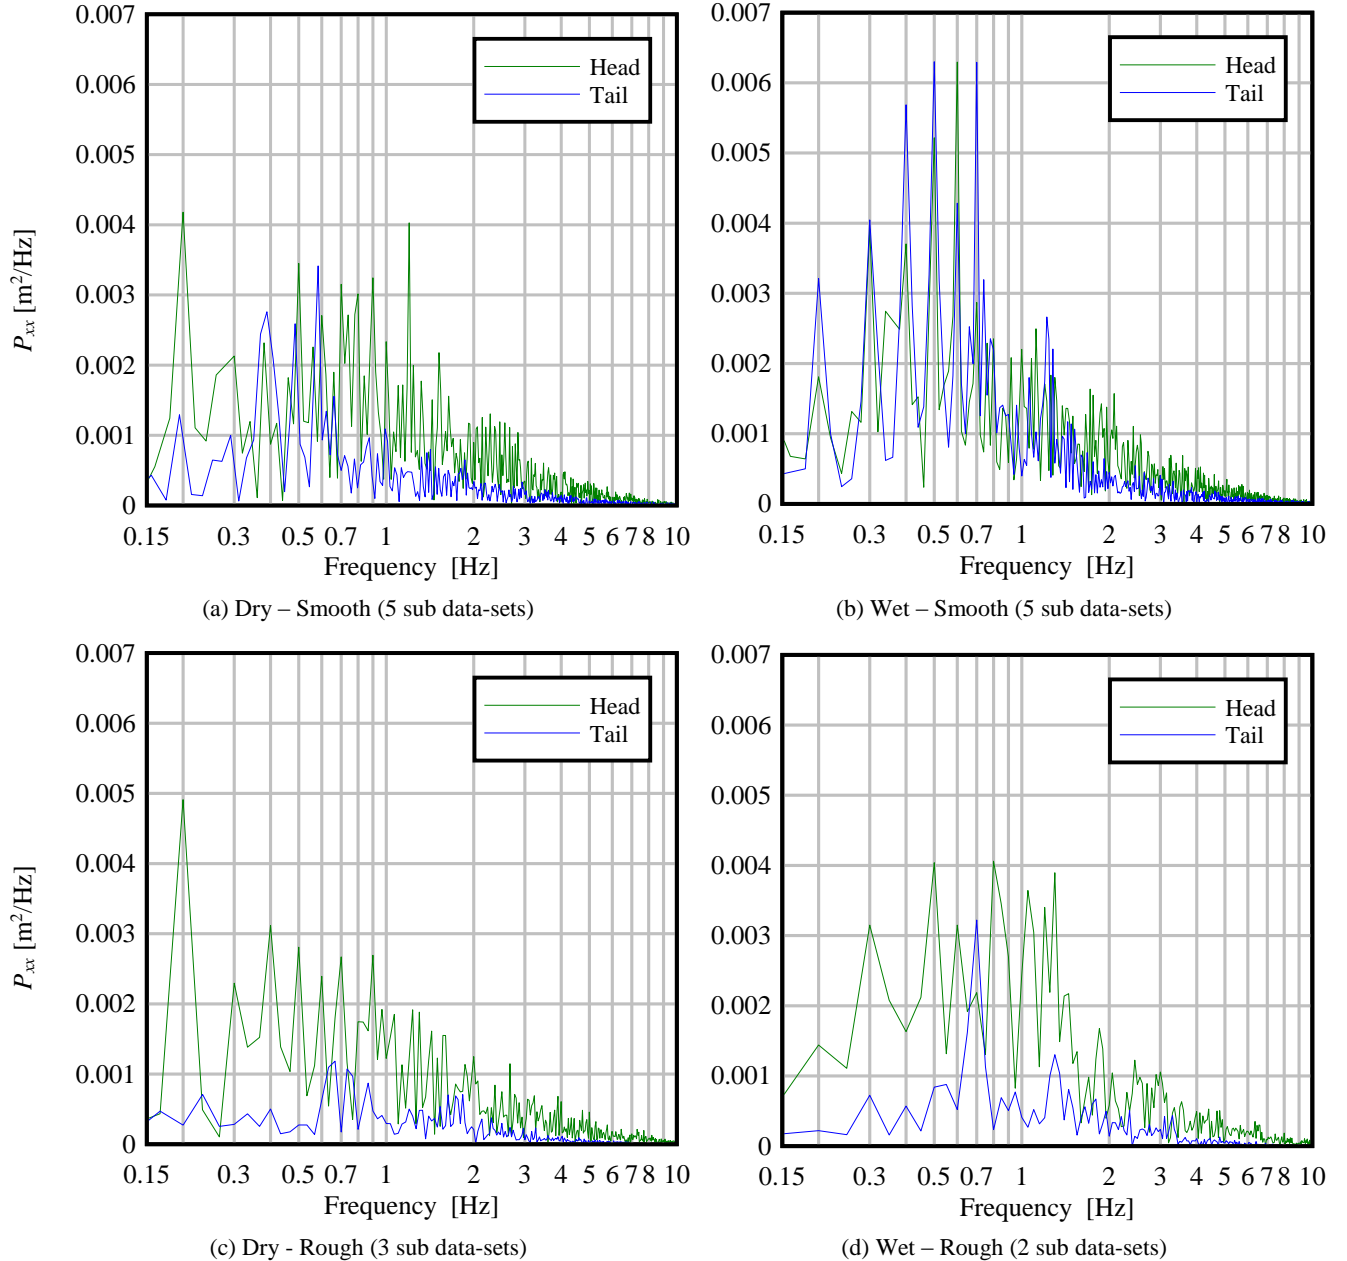 0.007
0.006
0.005
0.004
0.003
0.002
0.001
0
P_xx [m²/Hz]
Head
Tail
0.15 0.3 0.5 0.7 1 2 3 4 5 6 7 8 10
Frequency [Hz]
(a) Dry – Smooth (5 sub data-sets)
0.007
0.006
0.005
0.004
0.003
0.002
0.001
0
Head
Tail
0.15 0.3 0.5 0.7 1 2 3 4 5 6 7 8 10
Frequency [Hz]
(b) Wet – Smooth (5 sub data-sets)
0.007
0.006
0.005
0.004
0.003
0.002
0.001
0
P_xx [m²/Hz]
Head
Tail
0.15 0.3 0.5 0.7 1 2 3 4 5 6 7 8 10
Frequency [Hz]
(c) Dry - Rough (3 sub data-sets)
0.007
0.006
0.005
0.004
0.003
0.002
0.001
0
Head
Tail
0.15 0.3 0.5 0.7 1 2 3 4 5 6 7 8 10
Frequency [Hz]
(d) Wet – Rough (2 sub data-sets)